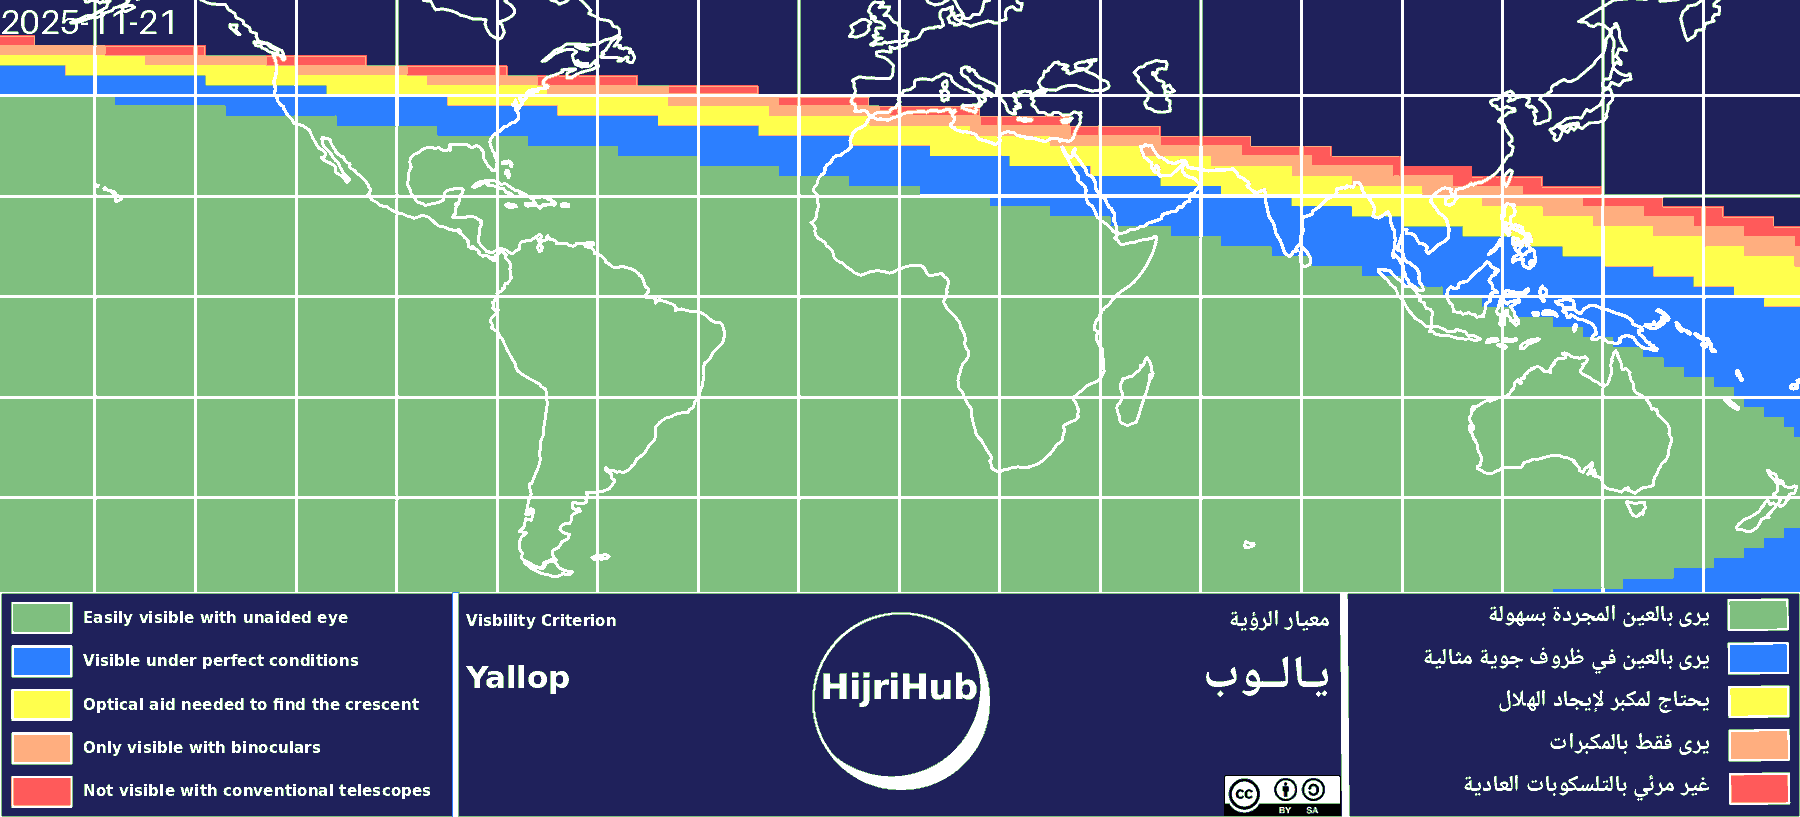 2025-11-21
Easily visible with unaided eye
Visible under perfect conditions
Optical aid needed to find the crescent
Only visible with binoculars
Not visible with conventional telescopes
Visbility Criterion
Yallop
HijriHub
معيار الرؤية
يـالـوب
cc
BY SA
يرى بالعين المجردة بسهولة
يرى بالعين في ظروف جوية مثالية
يحتاج لمكبر لإيجاد الهلال
يرى فقط بالمكبرات
غير مرئي بالتلسكوبات العادية